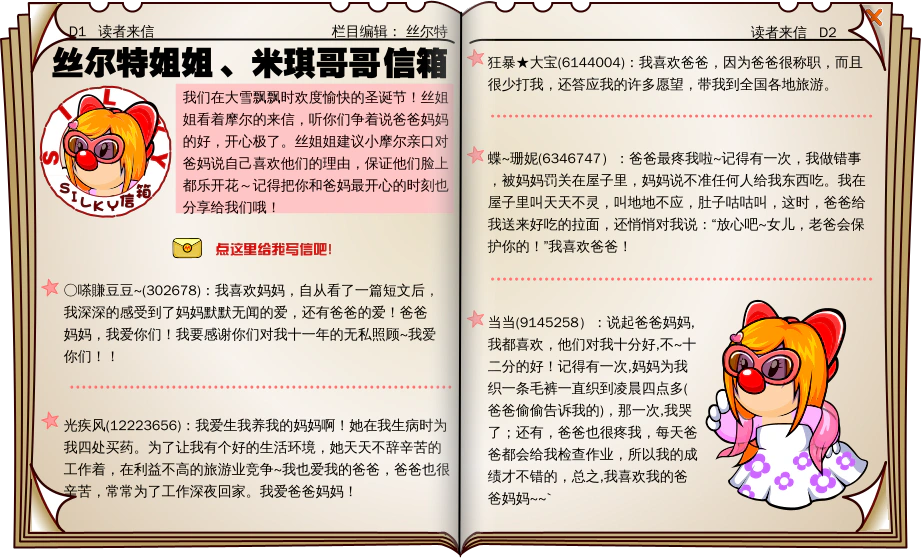 D1 读者来信
栏目编辑： 丝尔特
丝尔特姐姐、米琪哥哥信箱
SILKY
SILKY信箱
我们在大雪飘飘时欢度愉快的圣诞节！丝姐
姐看着摩尔的来信，听你们争着说爸爸妈妈
的好，开心极了。丝姐姐建议小摩尔亲口对
爸妈说自己喜欢他们的理由，保证他们脸上
都乐开花～记得把你和爸妈最开心的时刻也
分享给我们哦！
点这里给我写信吧!
〇嗏賺豆豆~(302678)：我喜欢妈妈，自从看了一篇短文后，
我深深的感受到了妈妈默默无闻的爱，还有爸爸的爱！爸爸
妈妈，我爱你们！我要感谢你们对我十一年的无私照顾~我爱
你们！！
光疾风(12223656)：我爱生我养我的妈妈啊！她在我生病时为
我四处买药。为了让我有个好的生活环境，她天天不辞辛苦的
工作着，在利益不高的旅游业竞争~我也爱我的爸爸，爸爸也很
辛苦，常常为了工作深夜回家。我爱爸爸妈妈！
读者来信 D2
狂暴★大宝(6144004)：我喜欢爸爸，因为爸爸很称职，而且
很少打我，还答应我的许多愿望，带我到全国各地旅游。
蝶~珊妮(6346747）：爸爸最疼我啦~记得有一次，我做错事
，被妈妈罚关在屋子里，妈妈说不准任何人给我东西吃。我在
屋子里叫天天不灵，叫地地不应，肚子咕咕叫，这时，爸爸给
我送来好吃的拉面，还悄悄对我说：“放心吧~女儿，老爸会保
护你的！”我喜欢爸爸！
当当(9145258）：说起爸爸妈妈,
我都喜欢，他们对我十分好,不~十
二分的好！记得有一次,妈妈为我
织一条毛裤一直织到凌晨四点多(
爸爸偷偷告诉我的)，那一次,我哭
了；还有，爸爸也很疼我，每天爸
爸都会给我检查作业，所以我的成
绩才不错的，总之,我喜欢我的爸
爸妈妈~~`